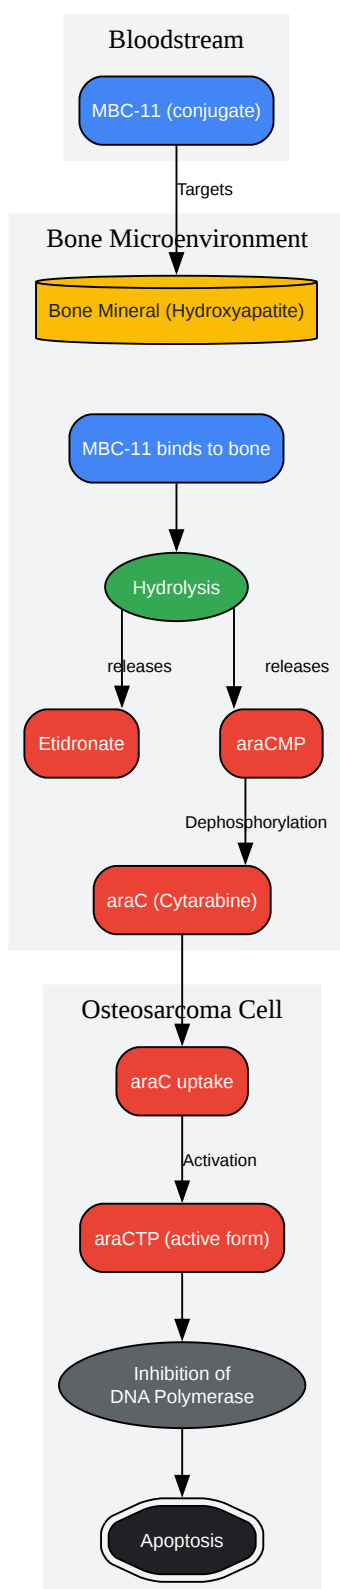 Bloodstream
MBC-11 (conjugate)
Targets
Bone Microenvironment
Bone Mineral (Hydroxyapatite)
MBC-11 binds to bone
Hydrolysis
releases
releases
Etidronate
araCMP
Dephosphorylation
araC (Cytarabine)
Osteosarcoma Cell
araC uptake
Activation
araCTP (active form)
Inhibition of
DNA Polymerase
Apoptosis